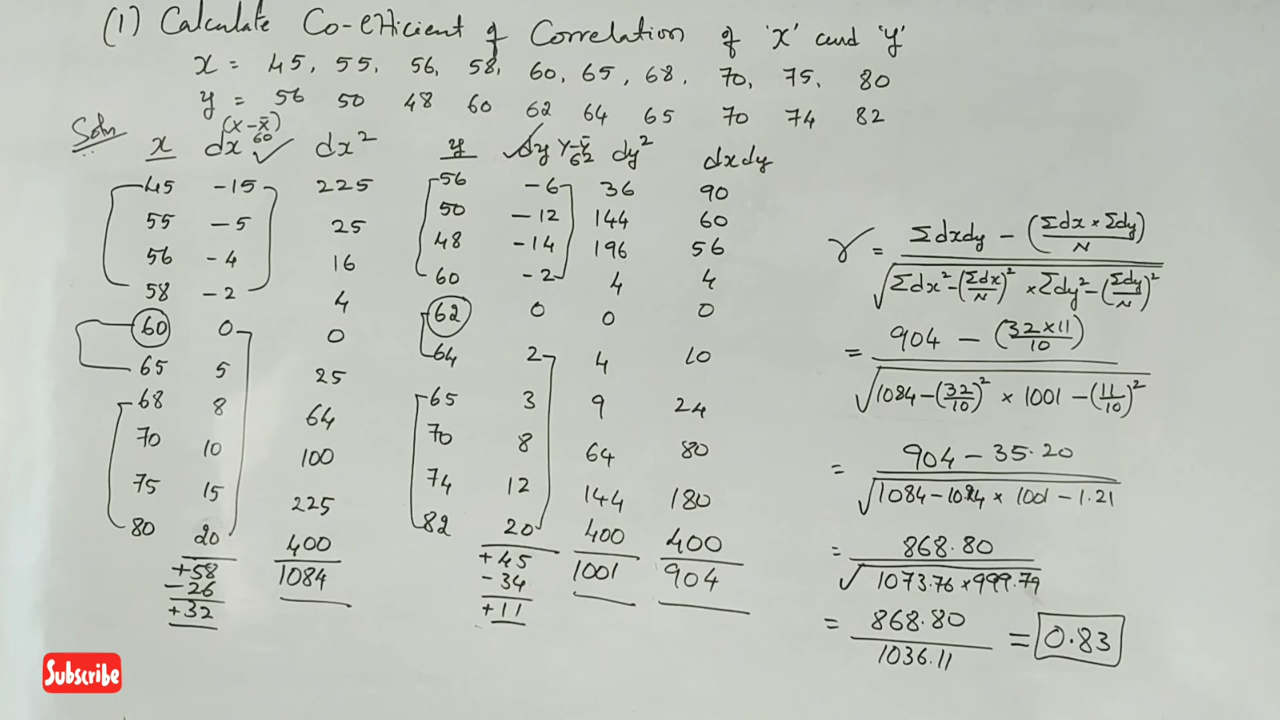 (1) Calculate Co-efficient of Correlation of 'x' and 'y'
x = 45, 55, 56, 58, 60, 65, 68, 70, 75, 80
y = 56 50 48 60 62 64 65 70 74 82
Soln
(x-x̄) 60
x dx dx² y dy y-ȳ 62 dy² dxdy
45 -15 225 56 -6 36 90
55 -5 25 50 -12 144 60
56 -4 16 48 -14 196 56
58 -2 4 60 -2 4 4
60 0 0 62 0 0 0
65 5 25 64 2 4 10
68 8 64 65 3 9 24
70 10 100 70 8 64 80
75 15 225 74 12 144 180
80 20 400 82 20 400 400
+58 1084 +45 1001 904
-26 -34
+32 +11
r = Σdxdy - (Σdx × Σdy / N) / √Σdx² - (Σdx/N)² × Σdy² - (Σdy/N)²
= 904 - (32×11 / 10) / √1084 - (32/10)² × 1001 - (11/10)²
= 904 - 35.20 / √1084 - 10.24 × 1001 - 1.21
= 868.80 / √1073.76 × 999.79
= 868.80 / 1036.11 = 0.83
Subscribe